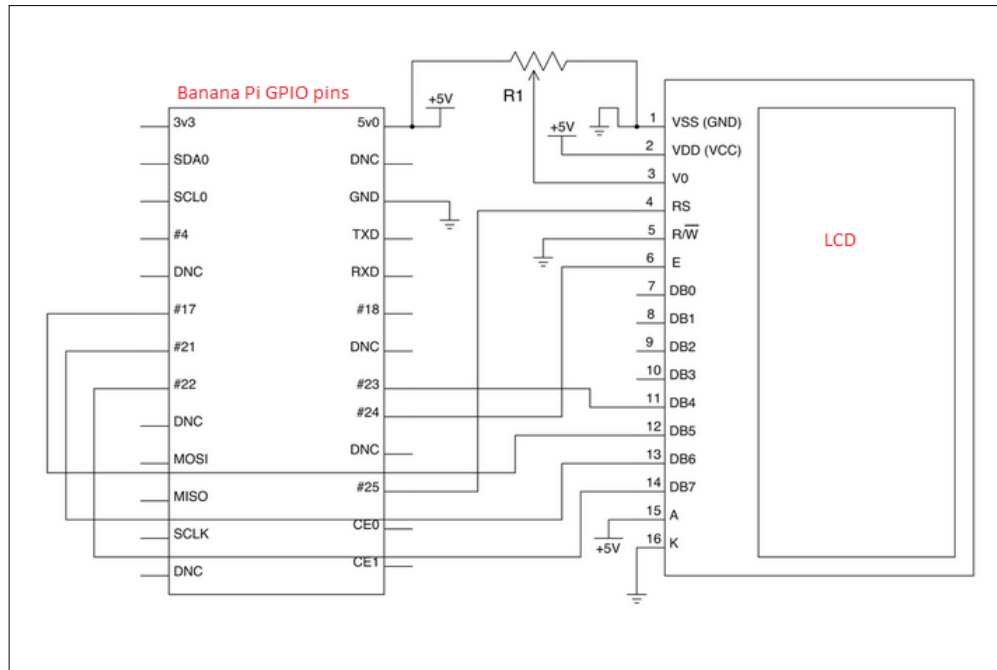 Banana Pi GPIO pins
+5V
R1
3v3
5v0
SDA0
DNC
SCL0
GND
#4
TXD
DNC
RXD
#17
#18
#21
DNC
#22
#23
DNC
#24
MOSI
DNC
MISO
#25
SCLK
CE0
DNC
CE1
+5V
1 VSS (GND)
2 VDD (VCC)
3 V0
4 RS
5 R/W̅
6 E
7 DB0
8 DB1
9 DB2
10 DB3
11 DB4
12 DB5
13 DB6
14 DB7
15 A
+5V
16 K
LCD